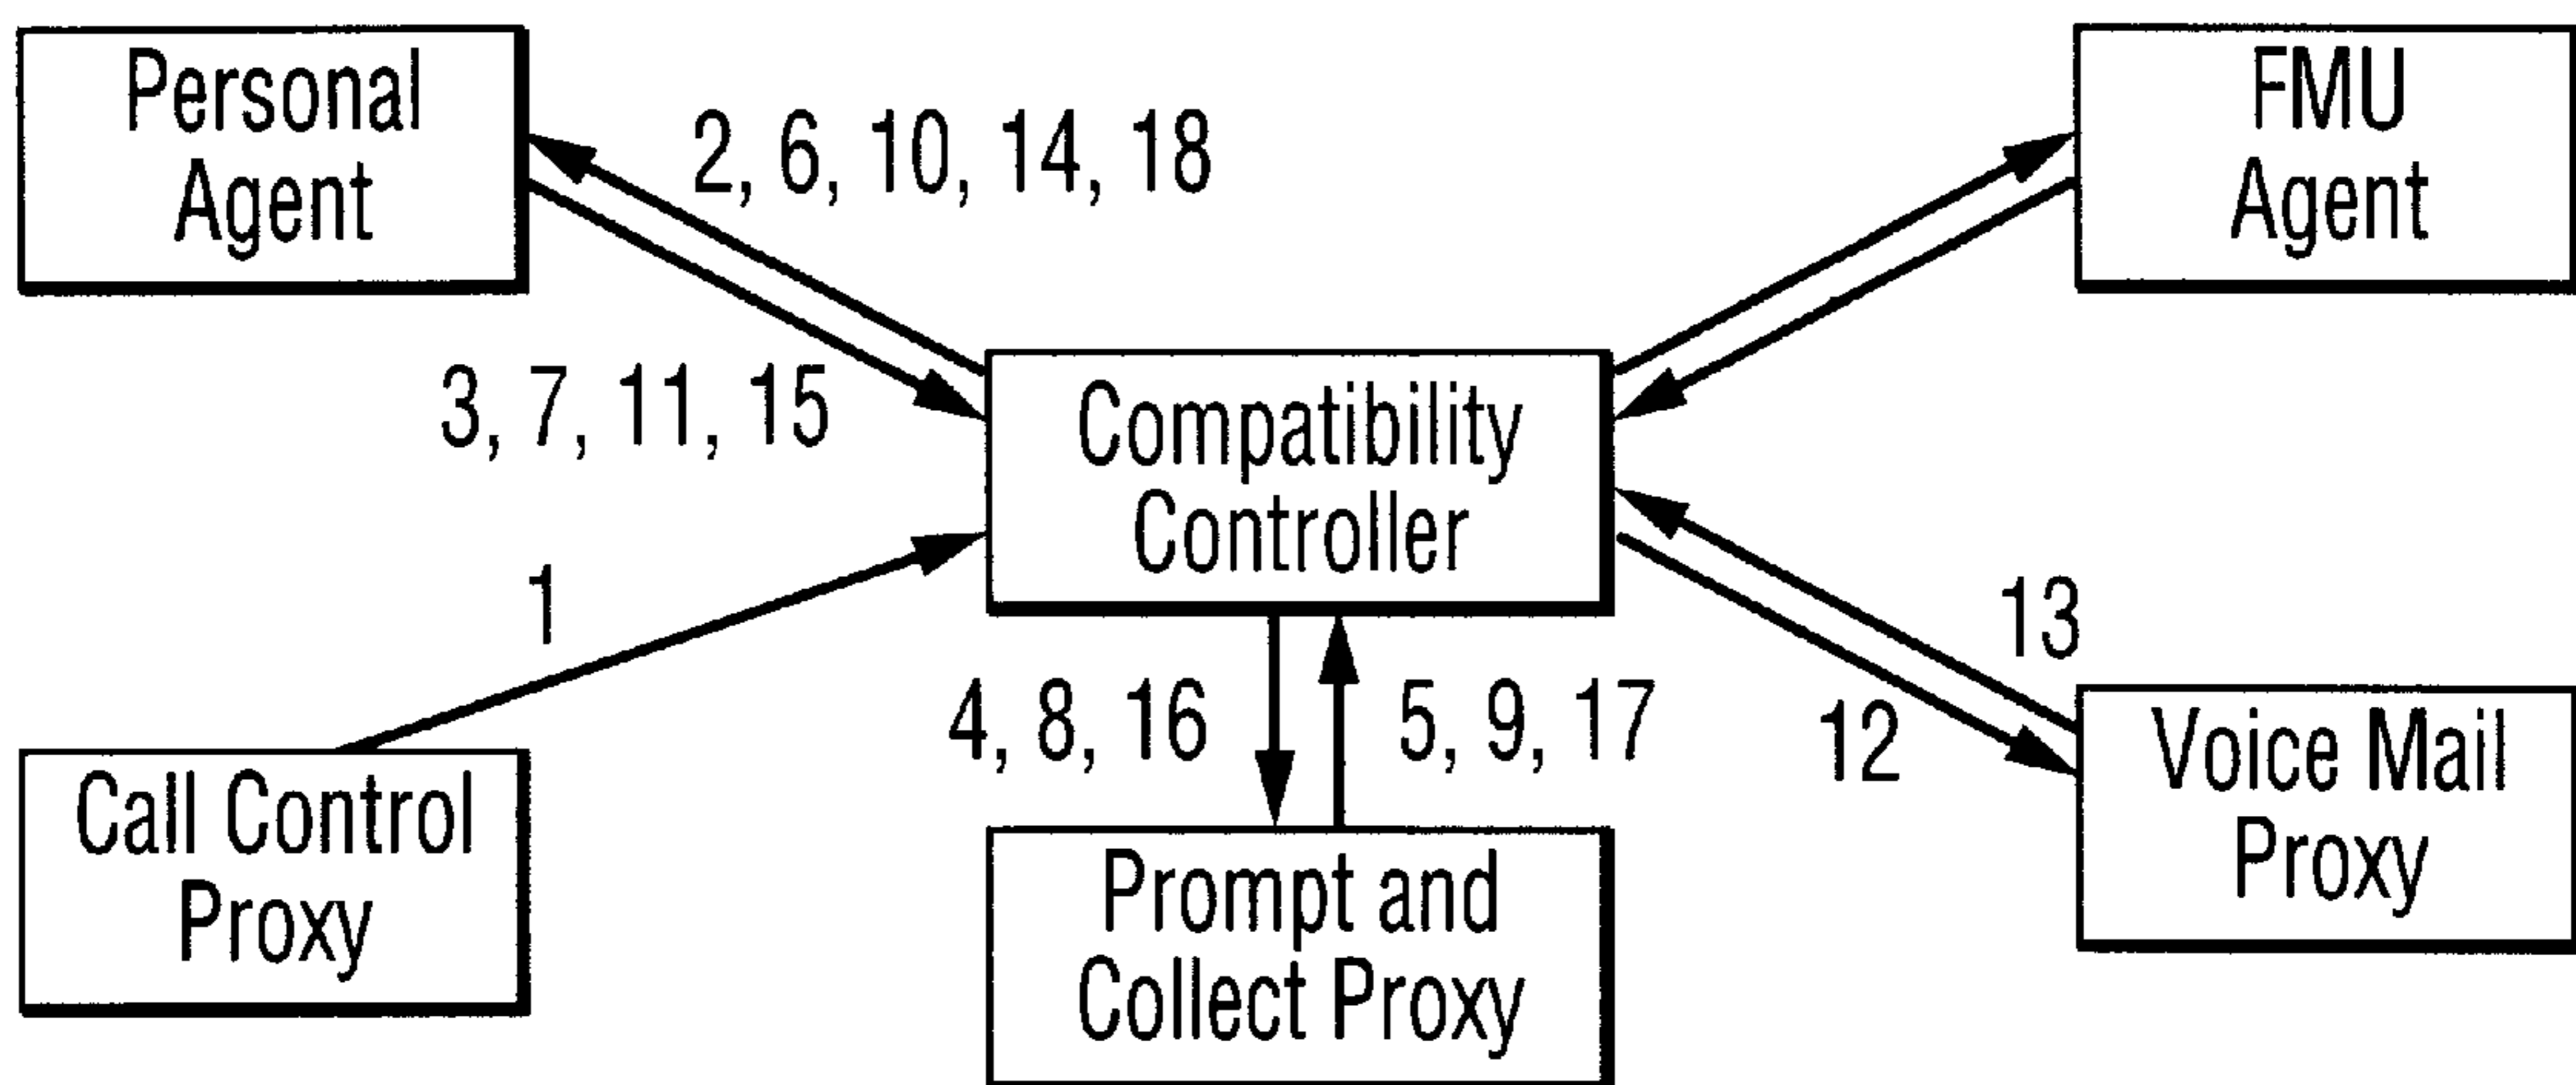 Personal
Agent
2, 6, 10, 14, 18
FMU
Agent
3, 7, 11, 15
Compatibility
Controller
1
13
4, 8, 16
5, 9, 17
12
Call Control
Proxy
Prompt and
Collect Proxy
Voice Mail
Proxy